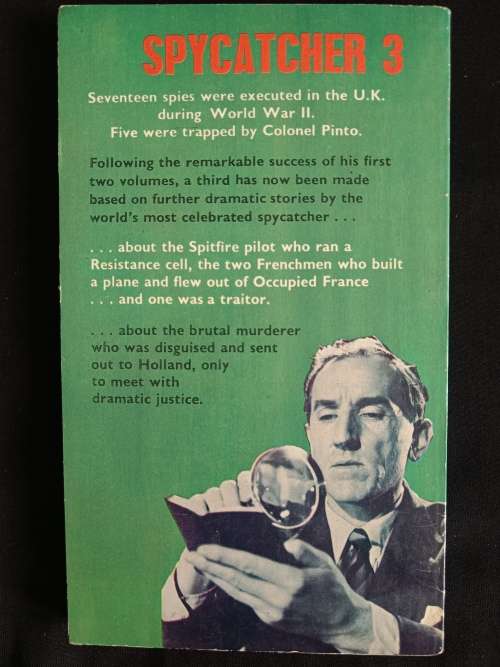 SPYCATCHER 3
Seventeen spies were executed in the U.K.
during World War II.
Five were trapped by Colonel Pinto.
Following the remarkable success of his first
two volumes, a third has now been made
based on further dramatic stories by the
world's most celebrated spycatcher . . .
. . . about the Spitfire pilot who ran a
Resistance cell, the two Frenchmen who built
a plane and flew out of Occupied France
. . . and one was a traitor.
. . . about the brutal murderer
who was disguised and sent
out to Holland, only
to meet with
dramatic justice.